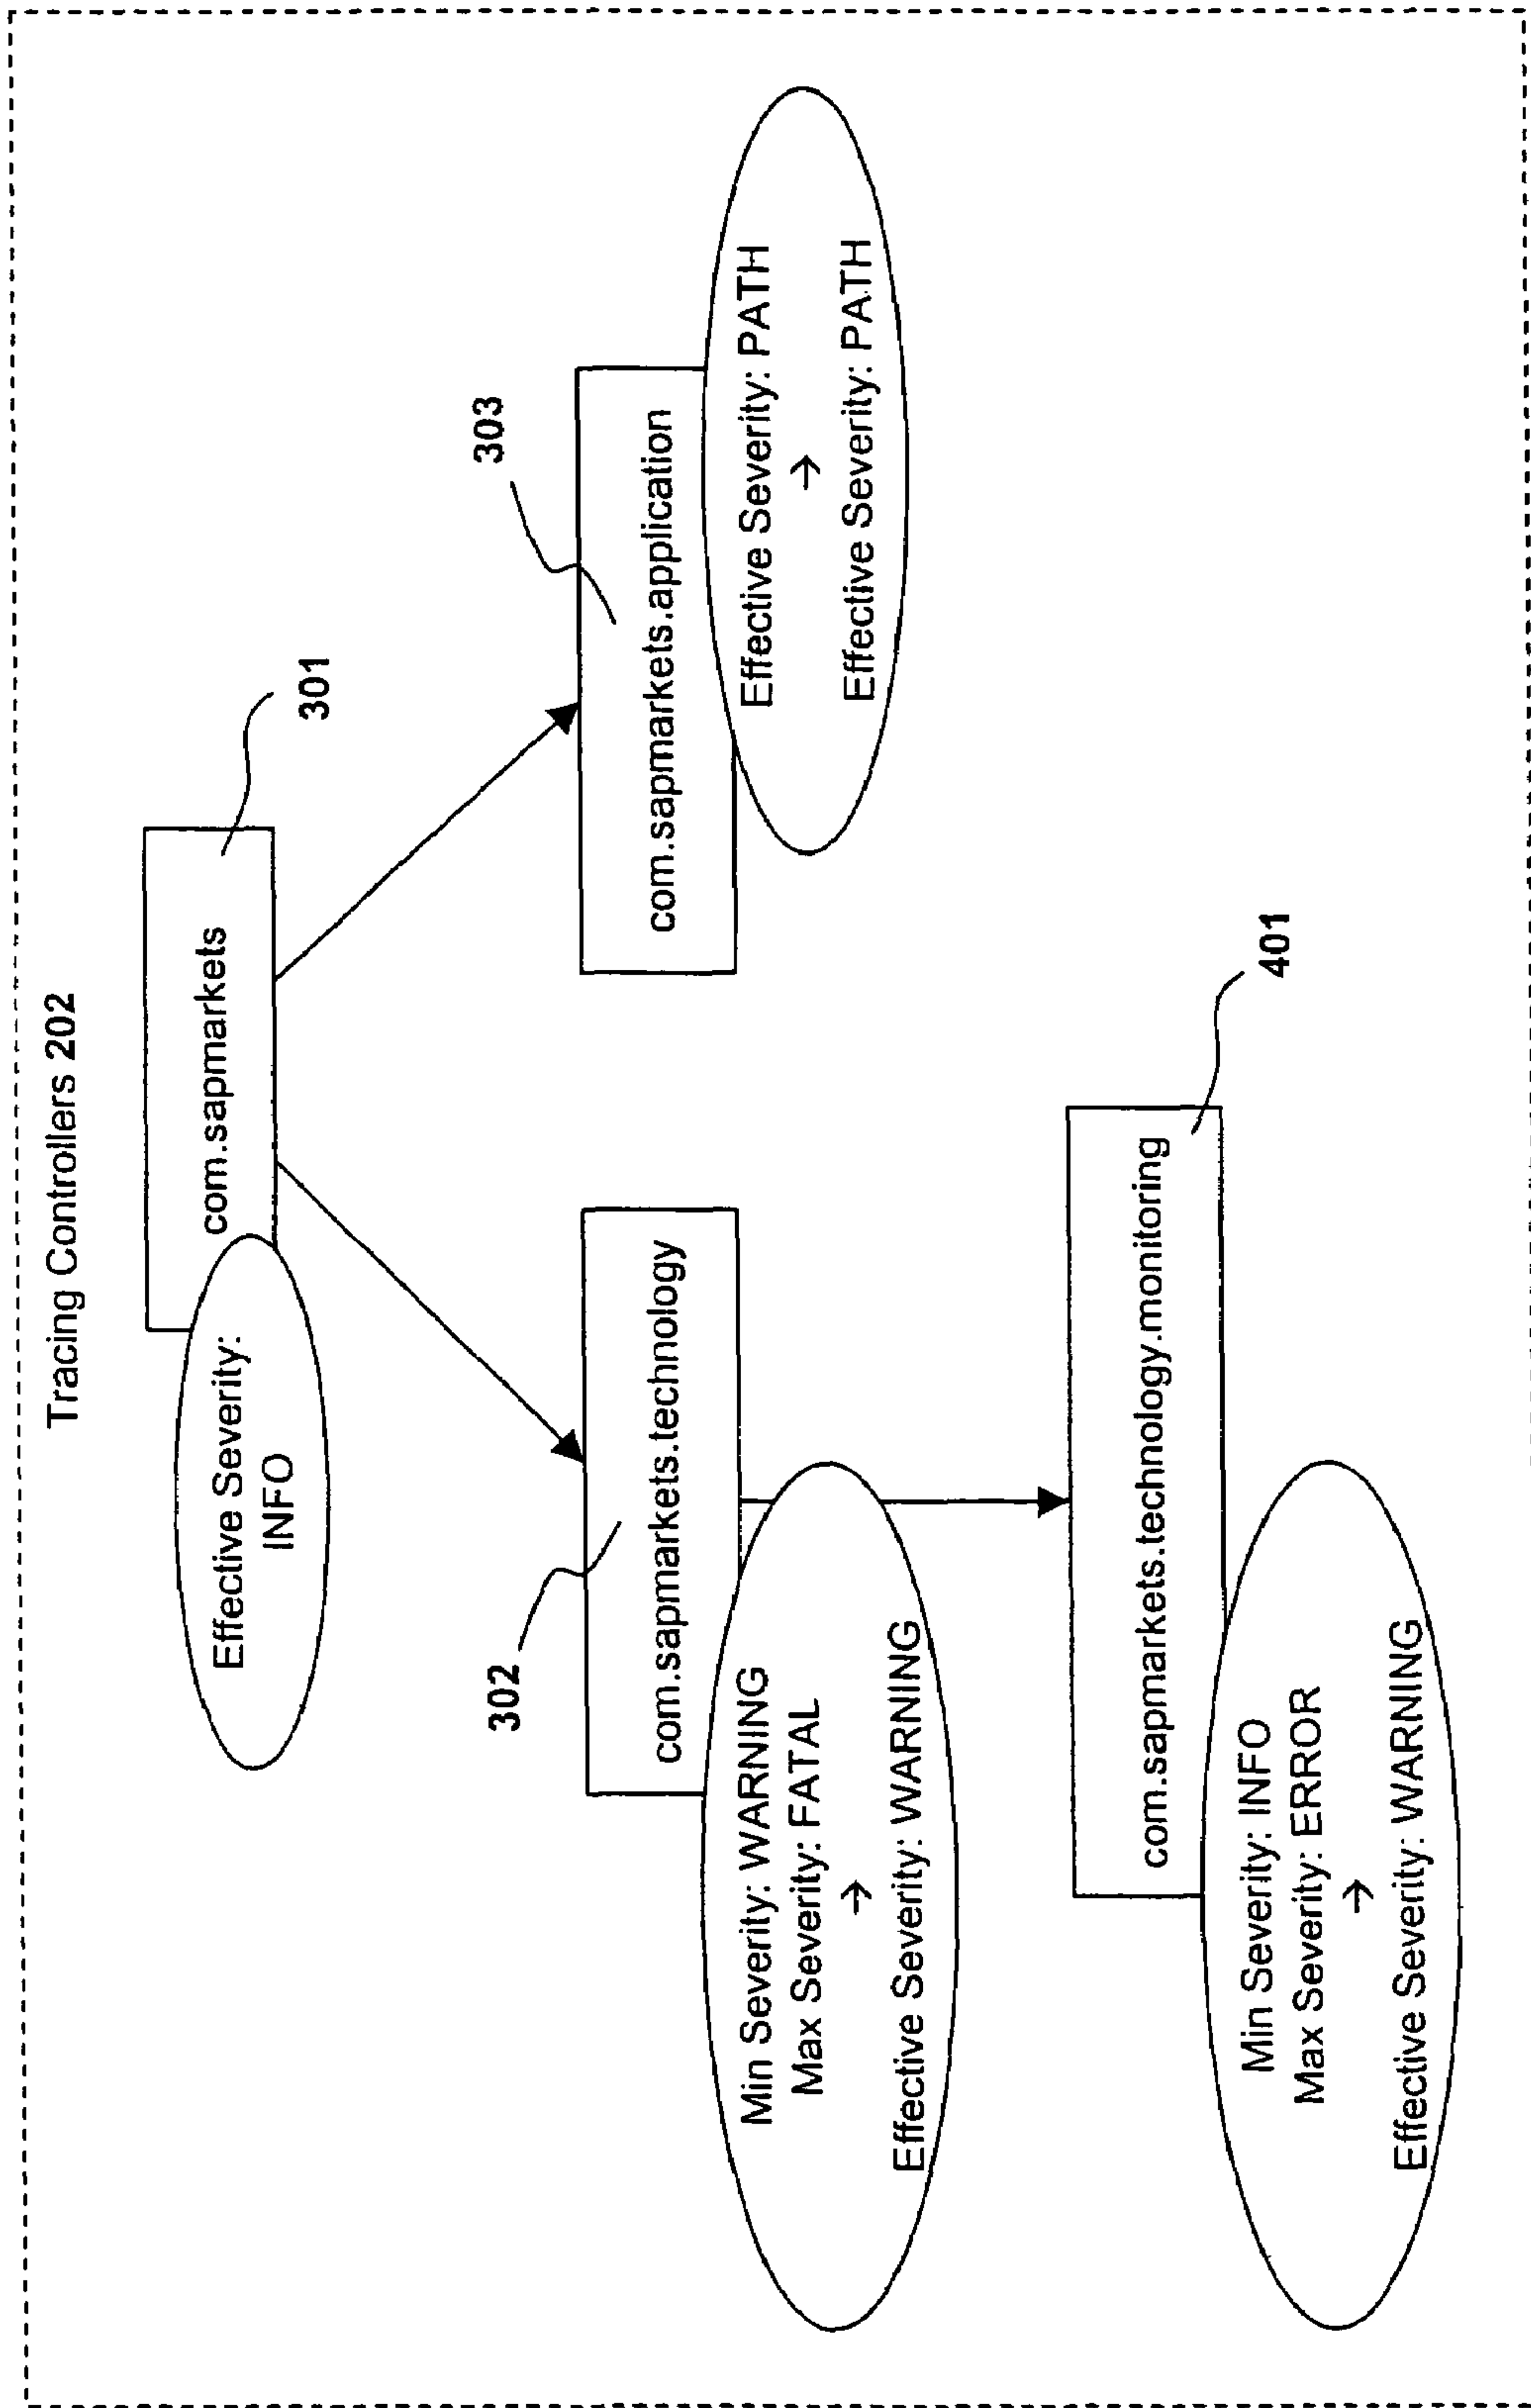 Tracing Controllers 202
com.sapmarkets
301
Effective Severity:
INFO
302
com.sapmarkets.technology
Min Severity: WARNING
Max Severity: FATAL
→
Effective Severity: WARNING
303
com.sapmarkets.application
Effective Severity: PATH
→
Effective Severity: PATH
com.sapmarkets.technology.monitoring
401
Min Severity: INFO
Max Severity: ERROR
→
Effective Severity: WARNING